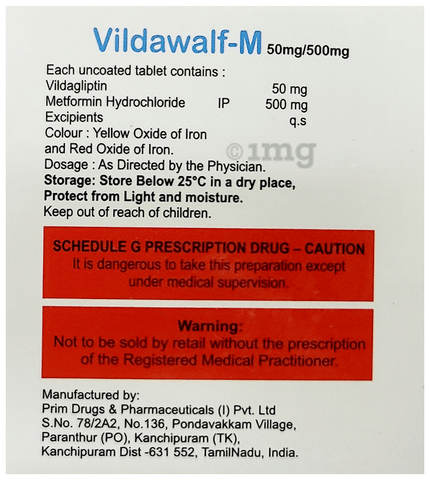 Vildawalf-M 50mg/500mg
Each uncoated tablet contains :
Vildagliptin 50 mg
Metformin Hydrochloride IP 500 mg
Excipients q.s
Colour : Yellow Oxide of Iron
and Red Oxide of Iron.
©1mg
Dosage : As Directed by the Physician.
Storage: Store Below 25°C in a dry place,
Protect from Light and moisture.
Keep out of reach of children.
SCHEDULE G PRESCRIPTION DRUG – CAUTION
It is dangerous to take this preparation except
under medical supervision.
Warning:
Not to be sold by retail without the prescription
of the Registered Medical Practitioner.
Manufactured by:
Prim Drugs & Pharmaceuticals (I) Pvt. Ltd
S.No. 78/2A2, No.136, Pondavakkam Village,
Paranthur (PO), Kanchipuram (TK),
Kanchipuram Dist -631 552, TamilNadu, India.